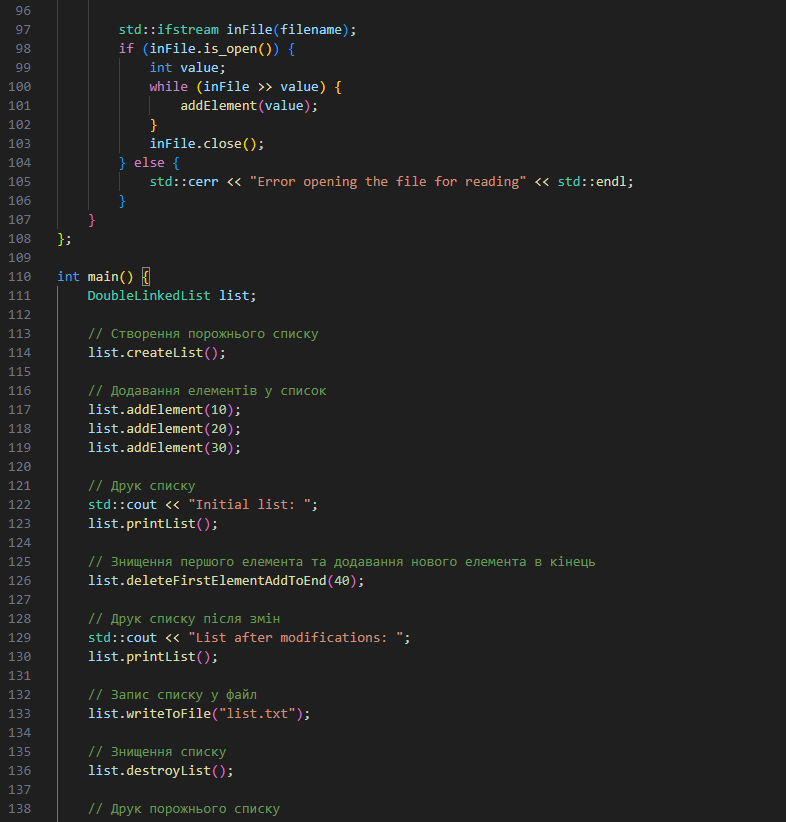 96
97 std::ifstream inFile(filename);
98 if (inFile.is_open()) {
99 int value;
100 while (inFile >> value) {
101 addElement(value);
102 }
103 inFile.close();
104 } else {
105 std::cerr << "Error opening the file for reading" << std::endl;
106 }
107 }
108 };
109
110 int main() {
111 DoubleLinkedList list;
112
113 // Створення порожнього списку
114 list.createList();
115
116 // Додавання елементів у список
117 list.addElement(10);
118 list.addElement(20);
119 list.addElement(30);
120
121 // Друк списку
122 std::cout << "Initial list: ";
123 list.printList();
124
125 // Знищення першого елемента та додавання нового елемента в кінець
126 list.deleteFirstElementAddToEnd(40);
127
128 // Друк списку після змін
129 std::cout << "List after modifications: ";
130 list.printList();
131
132 // Запис списку у файл
133 list.writeToFile("list.txt");
134
135 // Знищення списку
136 list.destroyList();
137
138 // Друк порожнього списку